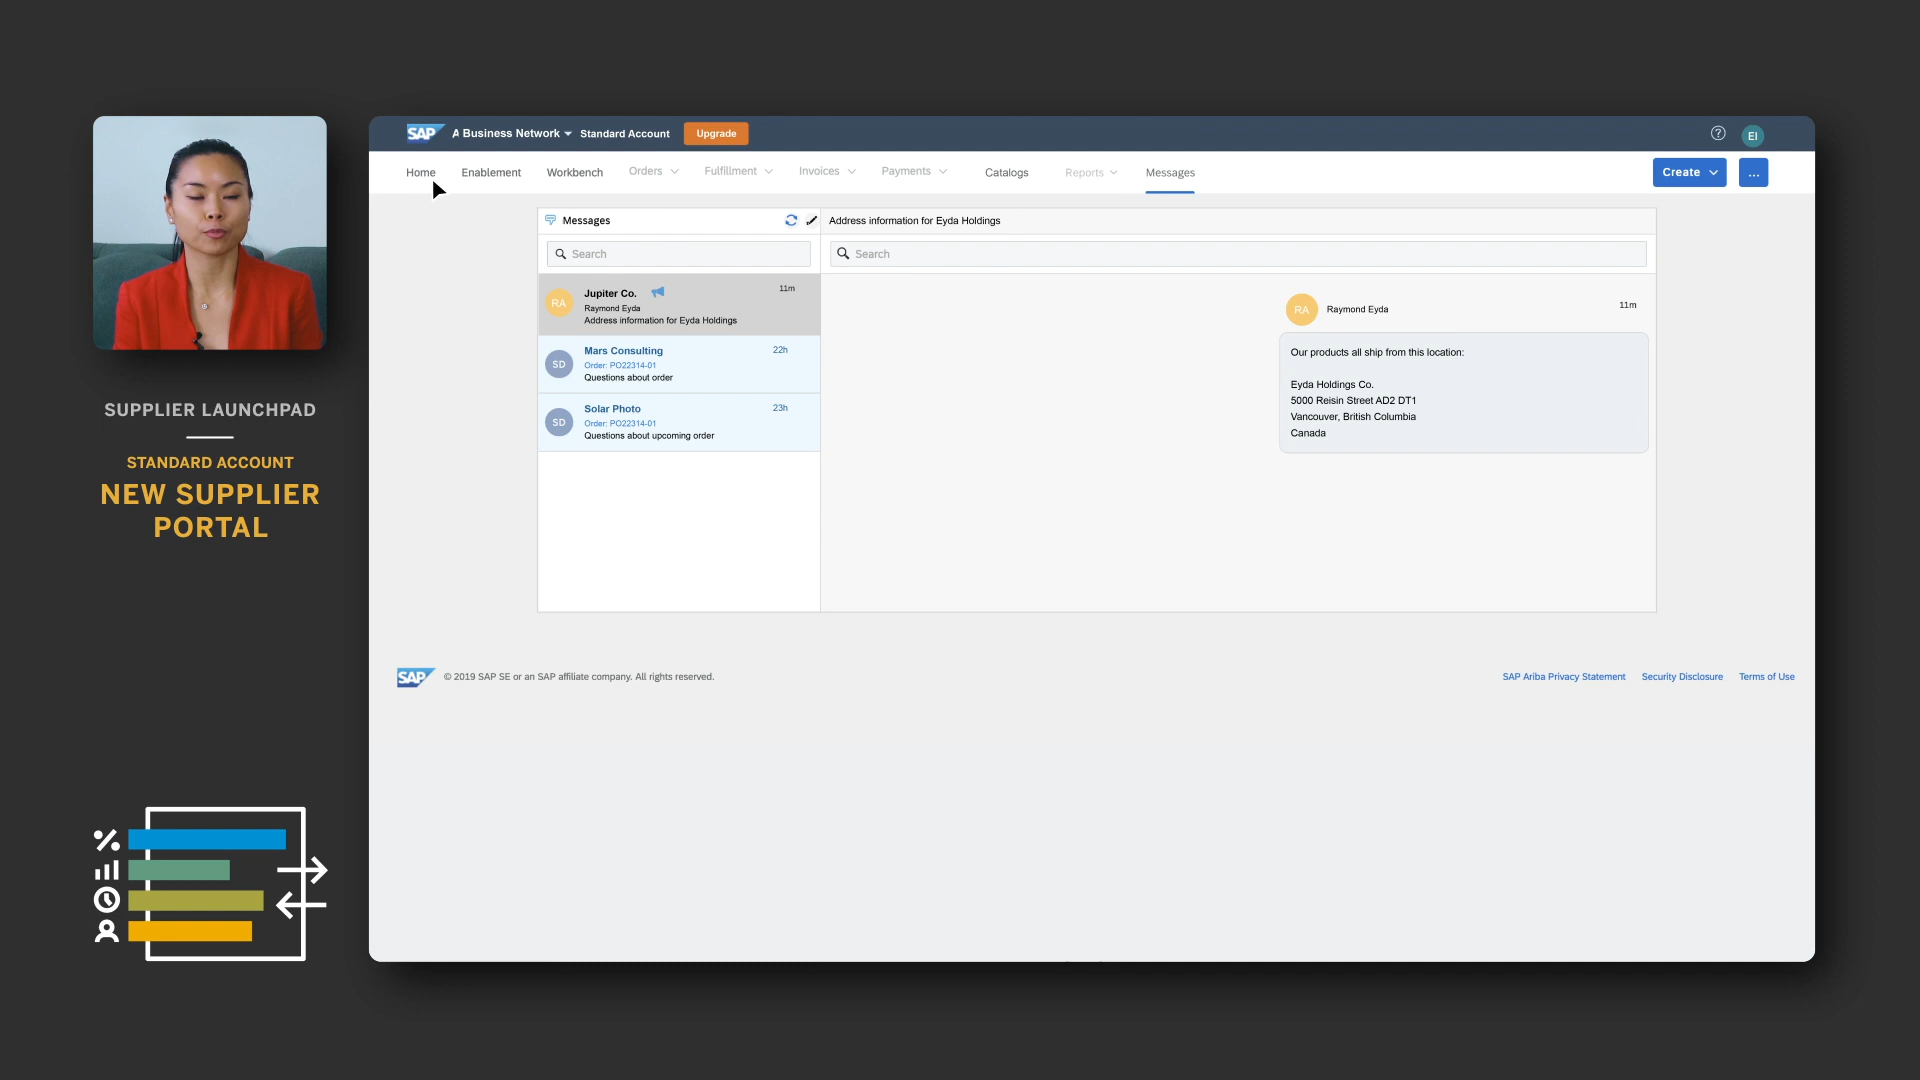 SAP A Business Network Standard Account Upgrade ? EI
Home Enablement Workbench Orders Fulfillment Invoices Payments Catalogs Reports Messages Create ...
Messages
Search
RA
Jupiter Co. 11m
Raymond Eyda
Address information for Eyda Holdings
SD
Mars Consulting 22h
Order: PO22314-01
Questions about order
SD
Solar Photo 23h
Order: PO22314-01
Questions about upcoming order
Address information for Eyda Holdings
Search
RA Raymond Eyda 11m
Our products all ship from this location:
Eyda Holdings Co.
5000 Reisin Street AD2 DT1
Vancouver, British Columbia
Canada
SAP © 2019 SAP SE or an SAP affiliate company. All rights reserved.
SAP Ariba Privacy Statement Security Disclosure Terms of Use
SUPPLIER LAUNCHPAD
STANDARD ACCOUNT
NEW SUPPLIER
PORTAL